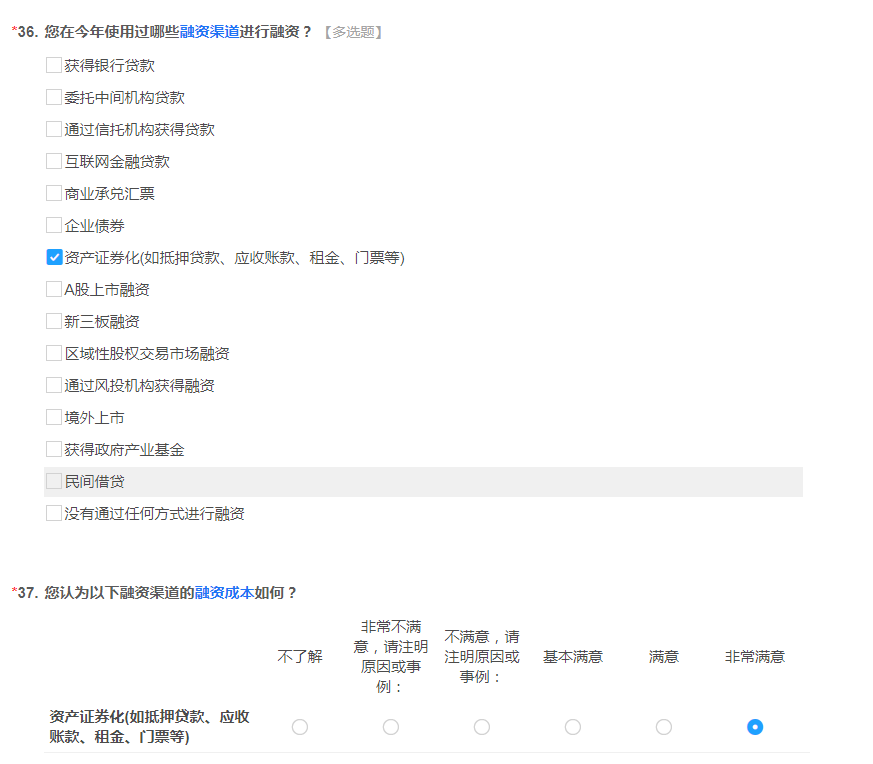 *36. 您在今年使用过哪些融资渠道进行融资？【多选题】
获得银行贷款
委托中间机构贷款
通过信托机构获得贷款
互联网金融贷款
商业承兑汇票
企业债券
资产证券化(如抵押贷款、应收账款、租金、门票等)
A股上市融资
新三板融资
区域性股权交易市场融资
通过风投机构获得融资
境外上市
获得政府产业基金
民间借贷
没有通过任何方式进行融资
*37. 您认为以下融资渠道的融资成本如何？
不了解
非常不满
意，请注明
原因或事
例：
不满意，请
注明原因或
事例：
基本满意
满意
非常满意
资产证券化(如抵押贷款、应收
账款、租金、门票等)